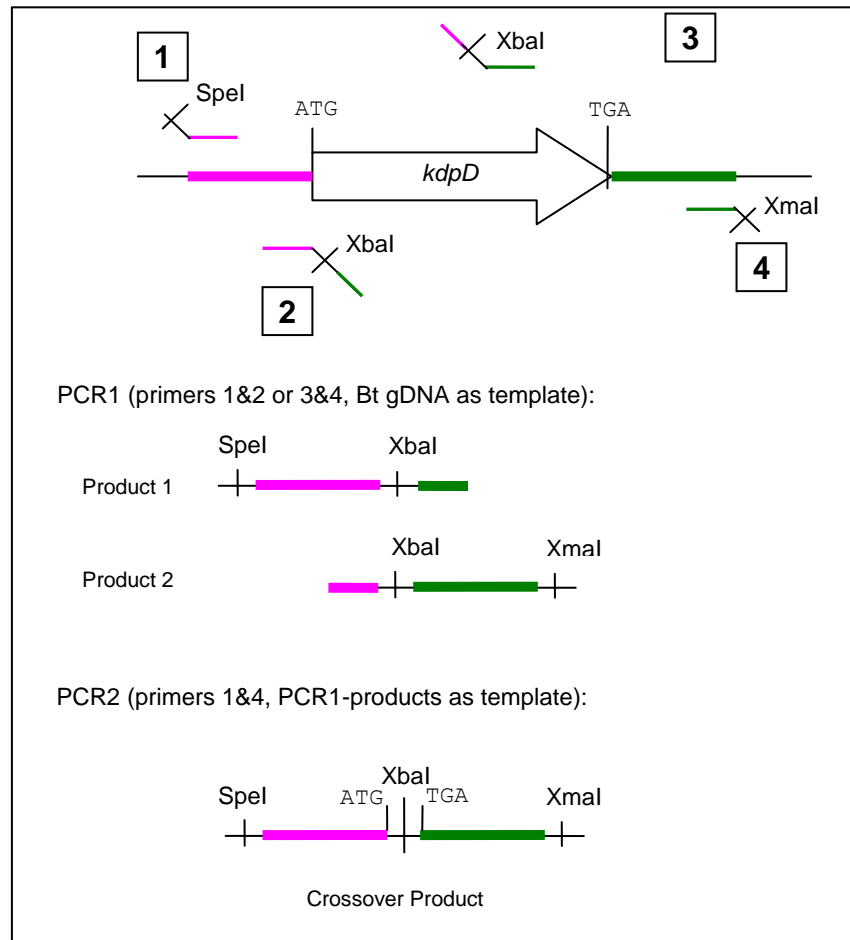 1
SpeI
XbaI
3
ATG
TGA
kdpD
XbaI
XmaI
2
4
PCR1 (primers 1&2 or 3&4, Bt gDNA as template):
SpeI XbaI
Product 1
XbaI XmaI
Product 2
PCR2 (primers 1&4, PCR1-products as template):
XbaI
SpeI ATG TGA XmaI
Crossover Product